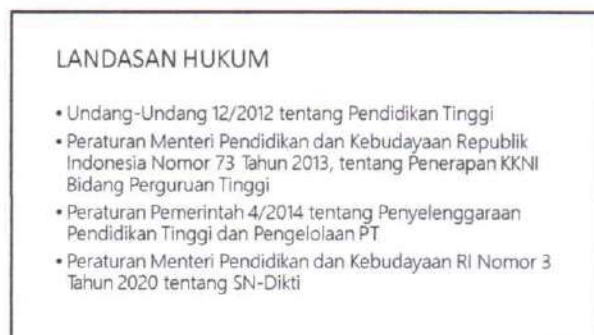 LANDASAN HUKUM
• Undang-Undang 12/2012 tentang Pendidikan Tinggi
• Peraturan Menteri Pendidikan dan Kebudayaan Republik
Indonesia Nomor 73 Tahun 2013, tentang Penerapan KKNI
Bidang Perguruan Tinggi
• Peraturan Pemerintah 4/2014 tentang Penyelenggaraan
Pendidikan Tinggi dan Pengelolaan PT
• Peraturan Menteri Pendidikan dan Kebudayaan RI Nomor 3
Tahun 2020 tentang SN-Dikti